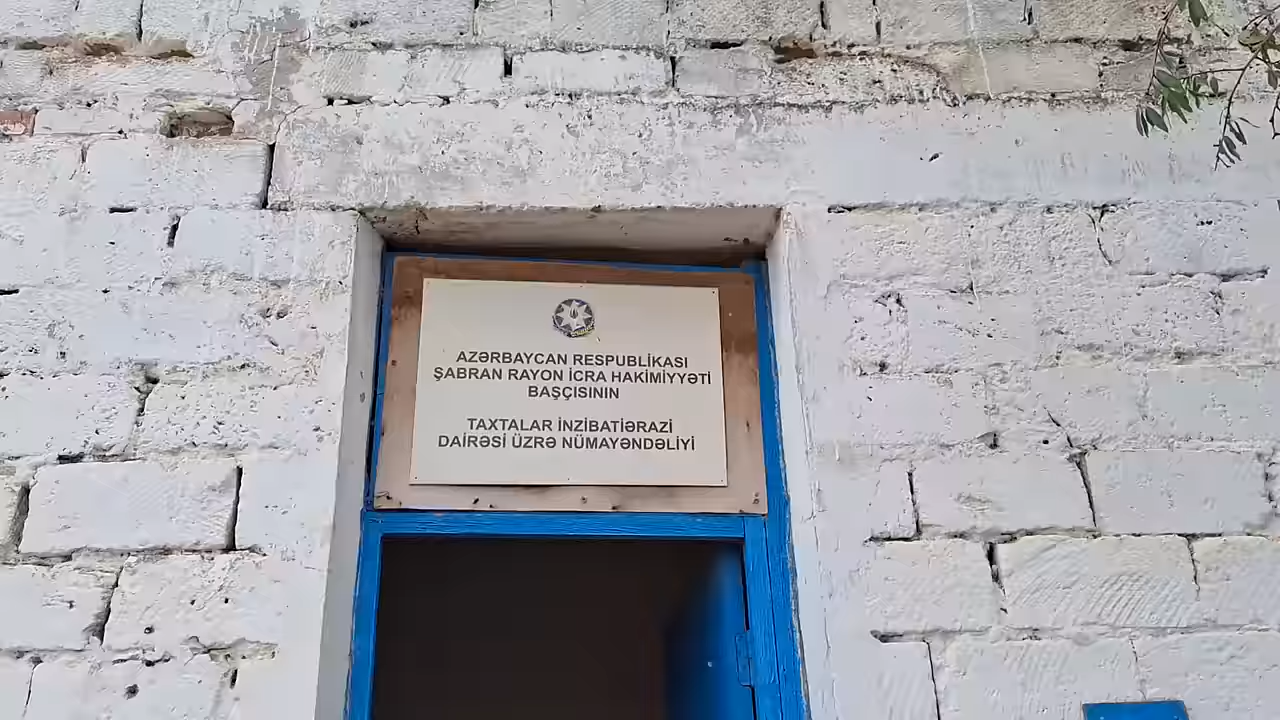 AZƏRBAYCAN RESPUBLİKASI
ŞABRAN RAYON İCRA HAKİMİYYƏTİ
BAŞÇISININ
TAXTALAR İNZİBATİƏRAZİ
DAİRƏSİ ÜZRƏ NÜMAYƏNDƏLİYİ